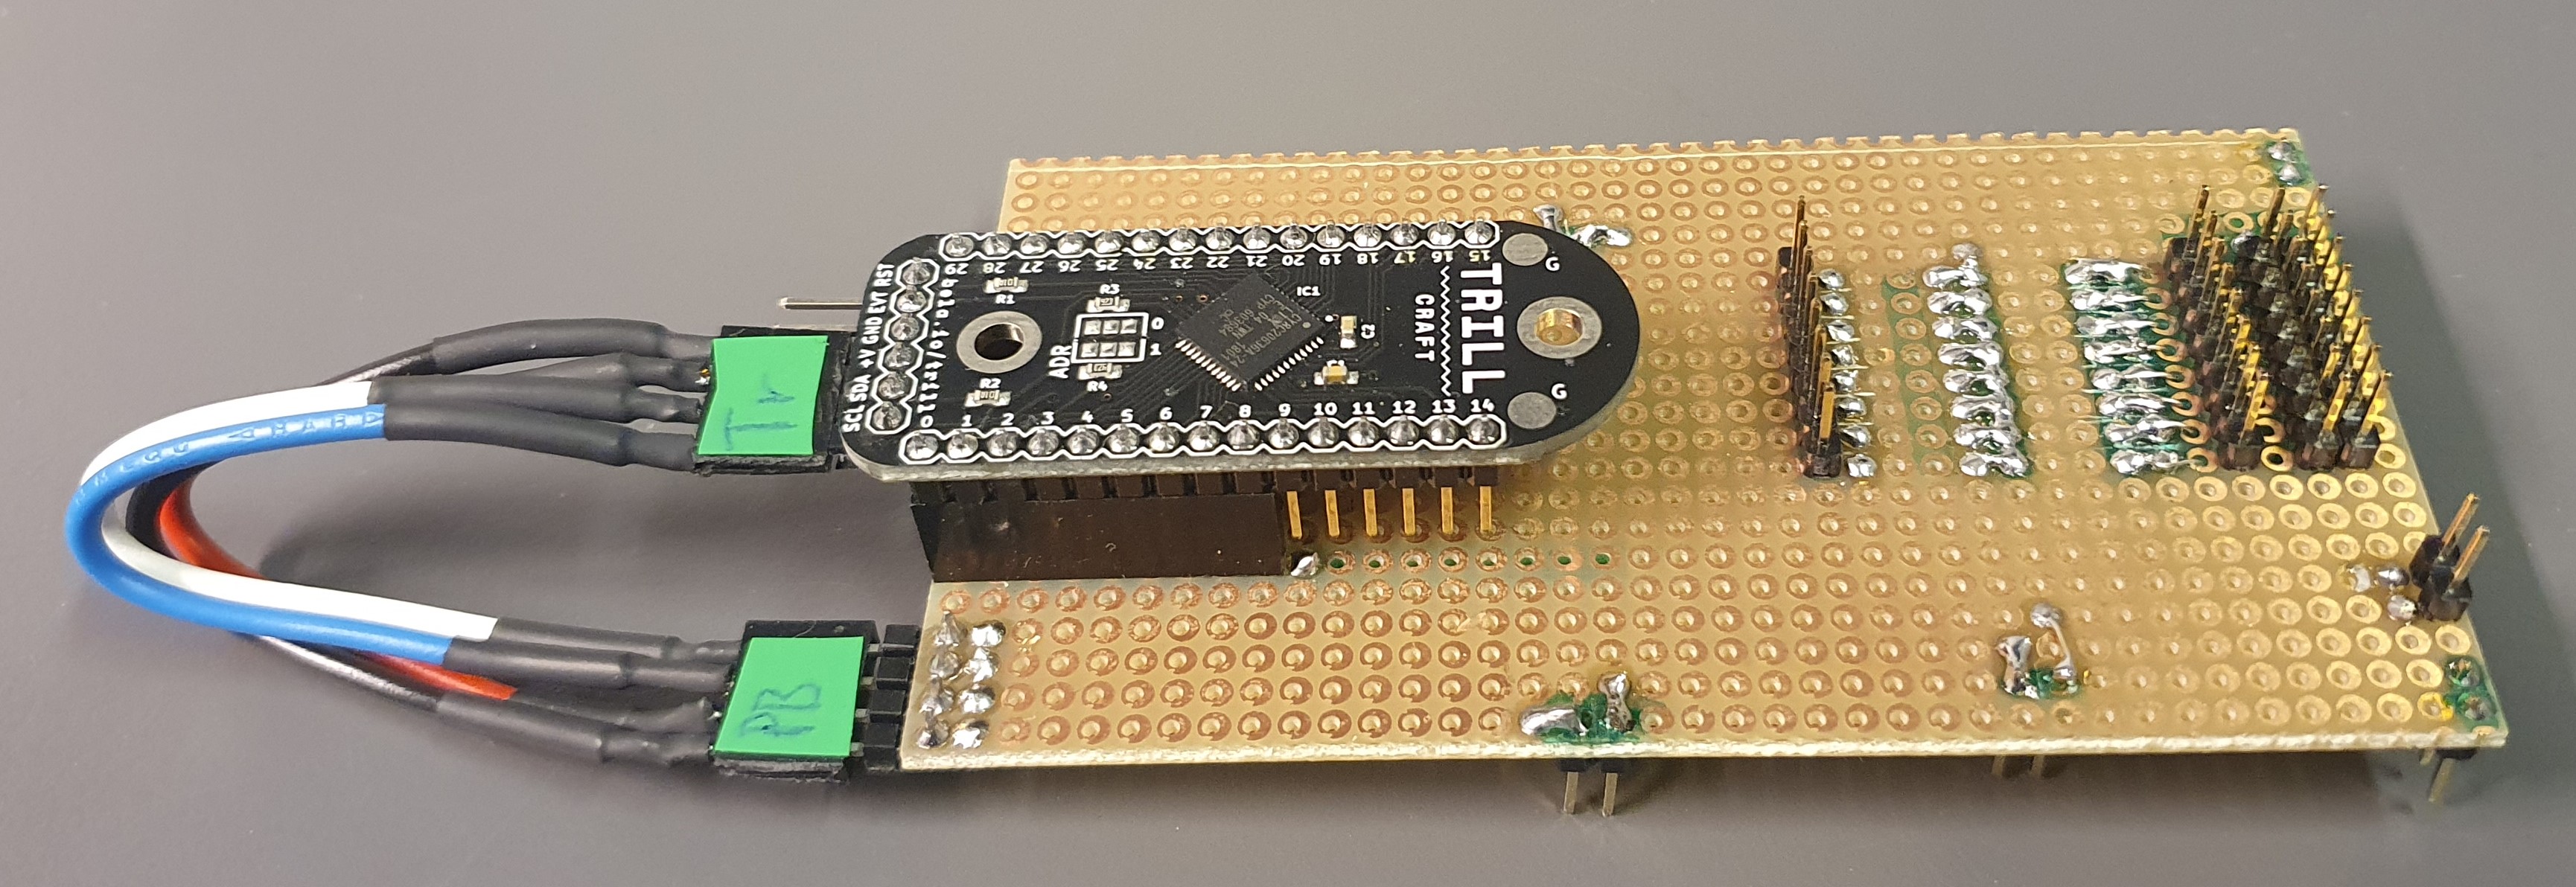 29 28 27 26 25 24 23 22 21 20 19 18 17 16 15
RST
EVT
GND
+V
SDA
SCL
bela.io/trill
R1
R3
IC1
ADR
0
1
R2
R4
C3
TRILL
CRAFT
G
G
0 1 2 3 4 5 6 7 8 9 10 11 12 13 14
Tr
PB